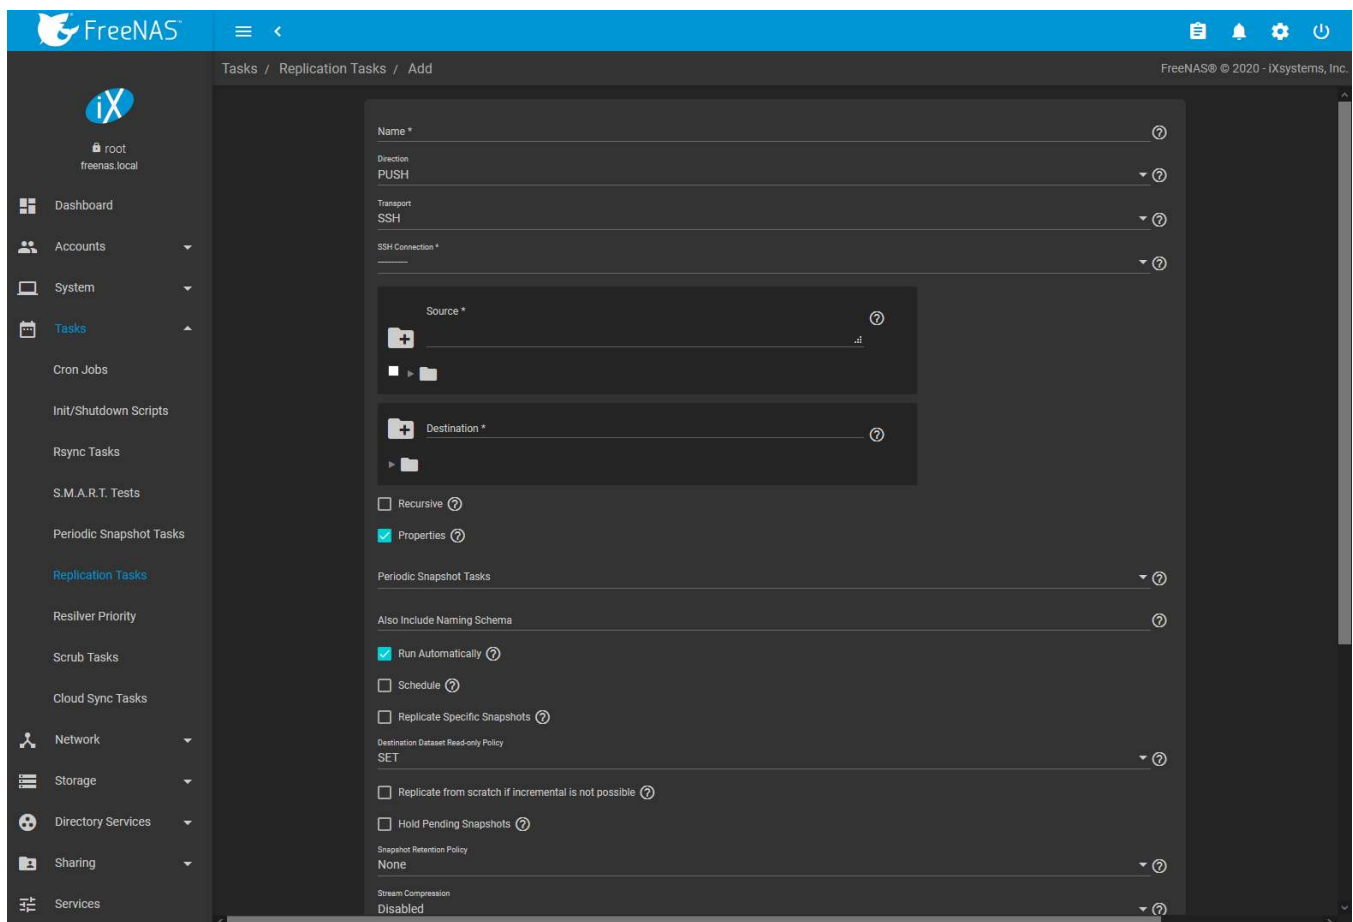 FreeNAS™
Tasks / Replication Tasks / Add
FreeNAS® © 2020 - iXsystems, Inc.
iX
root
freenas.local
Dashboard
Accounts
System
Tasks
Cron Jobs
Init/Shutdown Scripts
Rsync Tasks
S.M.A.R.T. Tests
Periodic Snapshot Tasks
Replication Tasks
Resilver Priority
Scrub Tasks
Cloud Sync Tasks
Network
Storage
Directory Services
Sharing
Services
Name *
Direction
PUSH
Transport
SSH
SSH Connection *
---------
Source *
Destination *
Recursive
Properties
Periodic Snapshot Tasks
Also Include Naming Schema
Run Automatically
Schedule
Replicate Specific Snapshots
Destination Dataset Read-only Policy
SET
Replicate from scratch if incremental is not possible
Hold Pending Snapshots
Snapshot Retention Policy
None
Stream Compression
Disabled